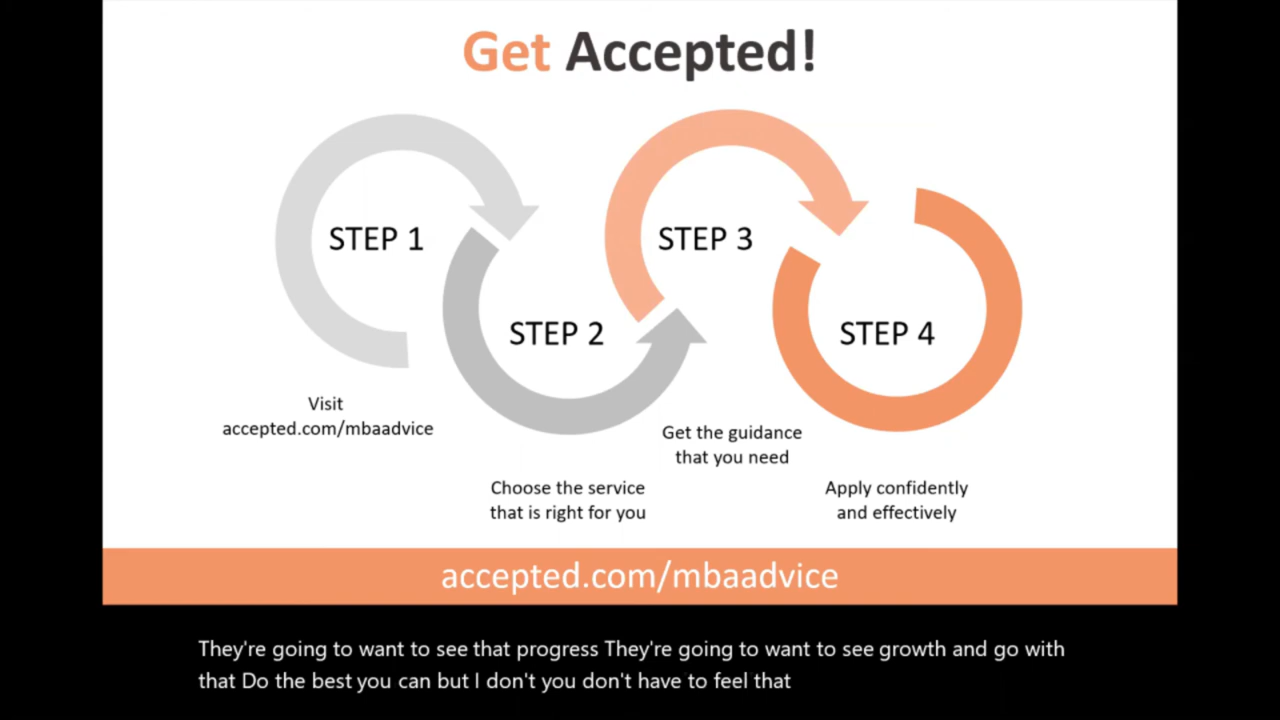 Get Accepted!
STEP 1
STEP 2
STEP 3
STEP 4
Visit
accepted.com/mbaadvice
Choose the service
that is right for you
Get the guidance
that you need
Apply confidently
and effectively
accepted.com/mbaadvice
They're going to want to see that progress They're going to want to see growth and go with
that Do the best you can but I don't you don't have to feel that